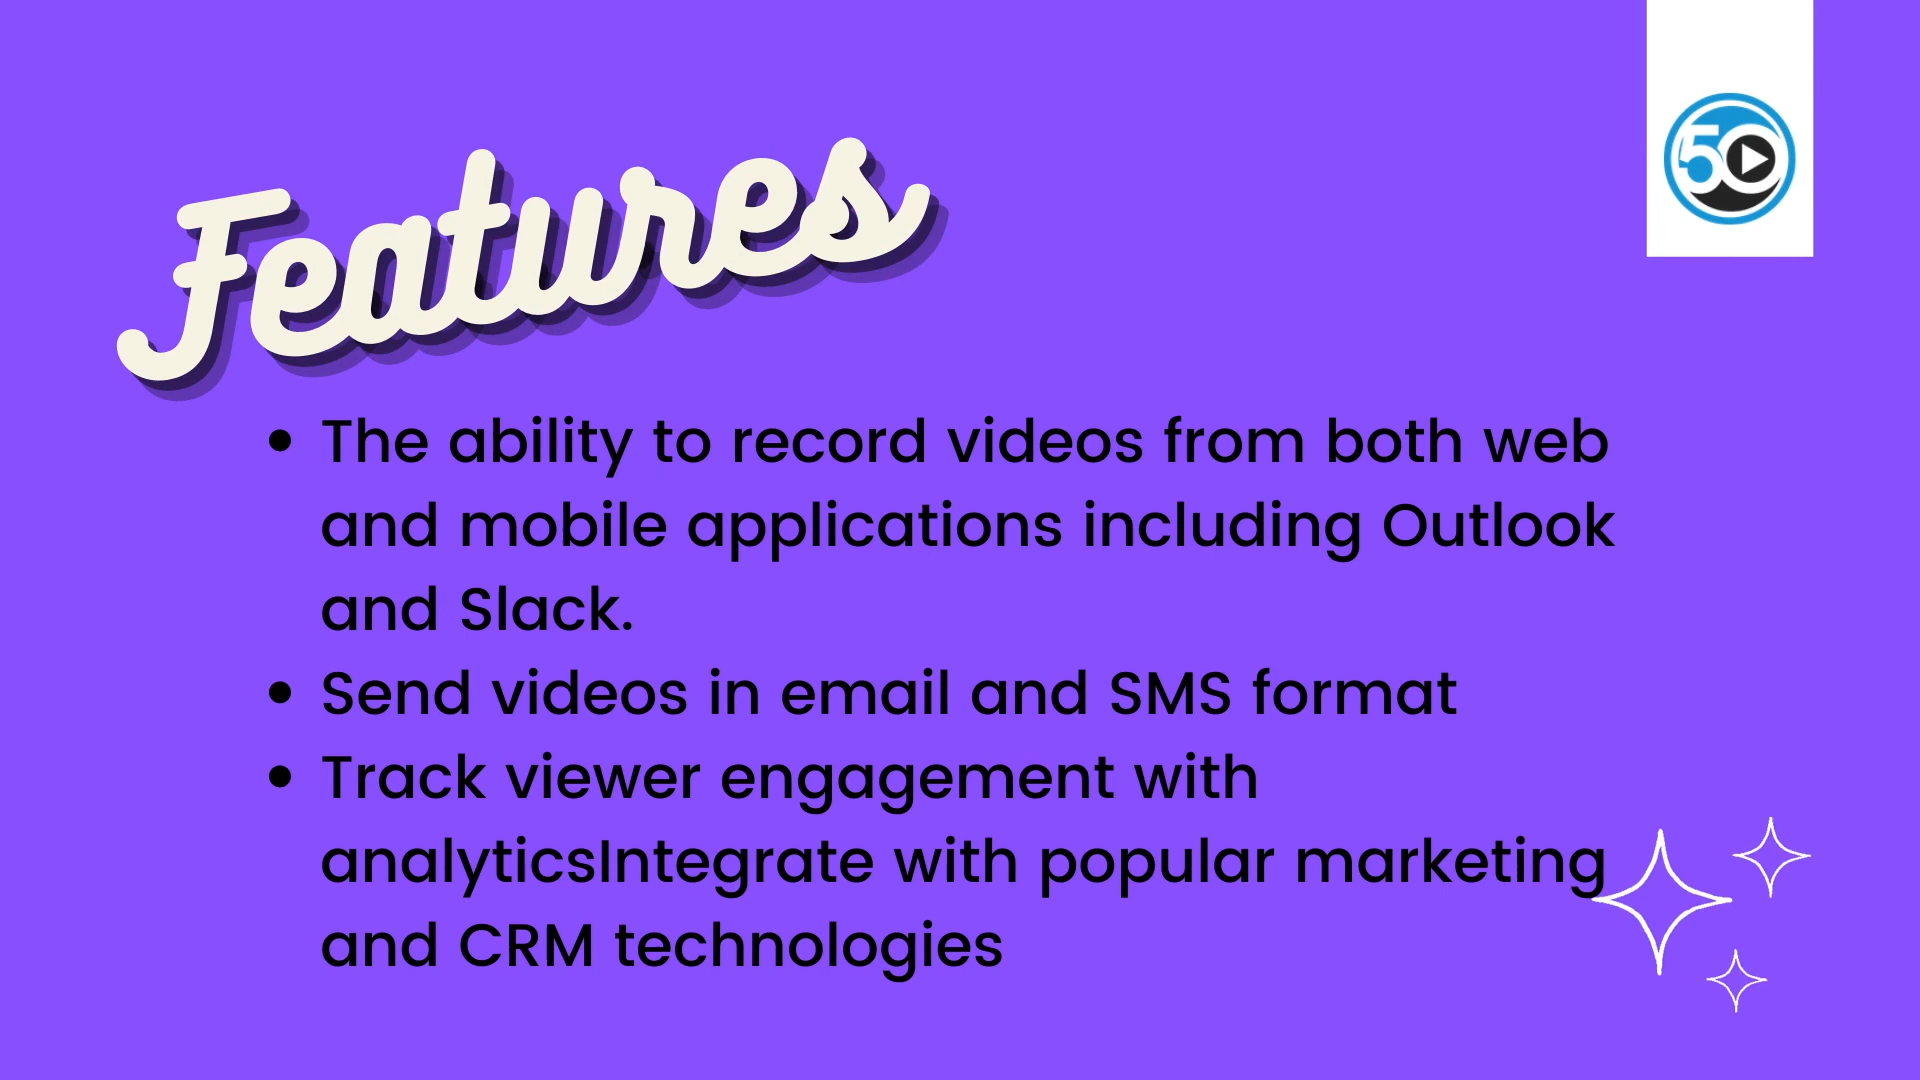 50
Features
• The ability to record videos from both web
and mobile applications including Outlook
and Slack.
• Send videos in email and SMS format
• Track viewer engagement with
analyticsIntegrate with popular marketing
and CRM technologies